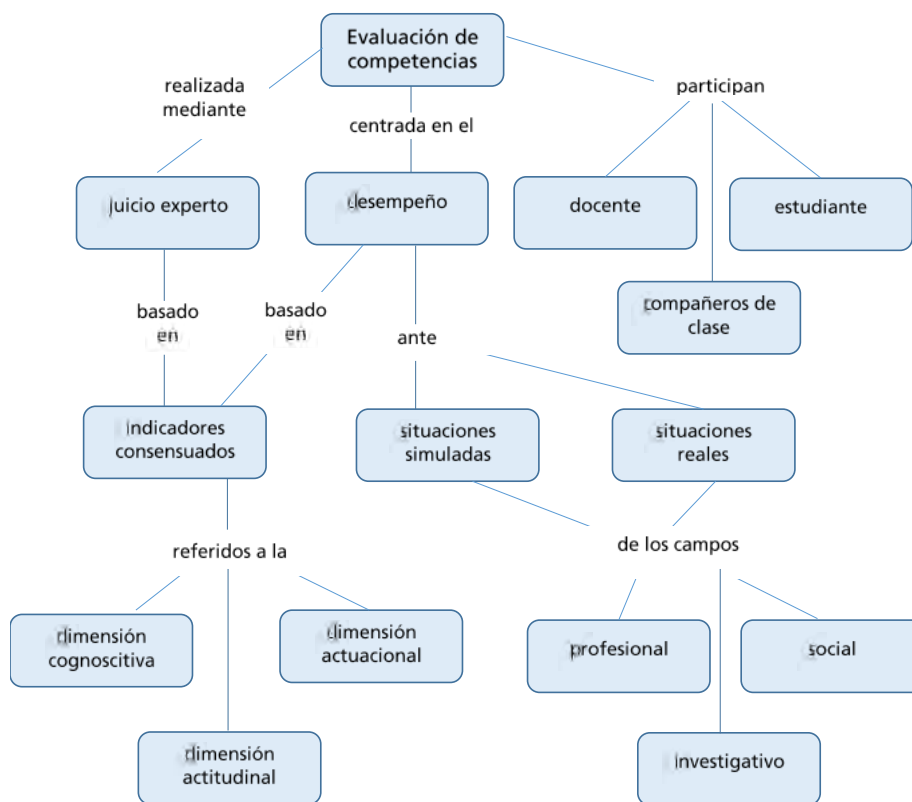 Evaluación de
competencias
realizada
mediante
centrada en el
participan
juicio experto
desempeño
docente
estudiante
compañeros de
clase
basado
en
basado
en
ante
indicadores
consensuados
situaciones
simuladas
situaciones
reales
referidos a la
de los campos
dimensión
cognoscitiva
dimensión
actuacional
profesional
social
dimensión
actitudinal
investigativo